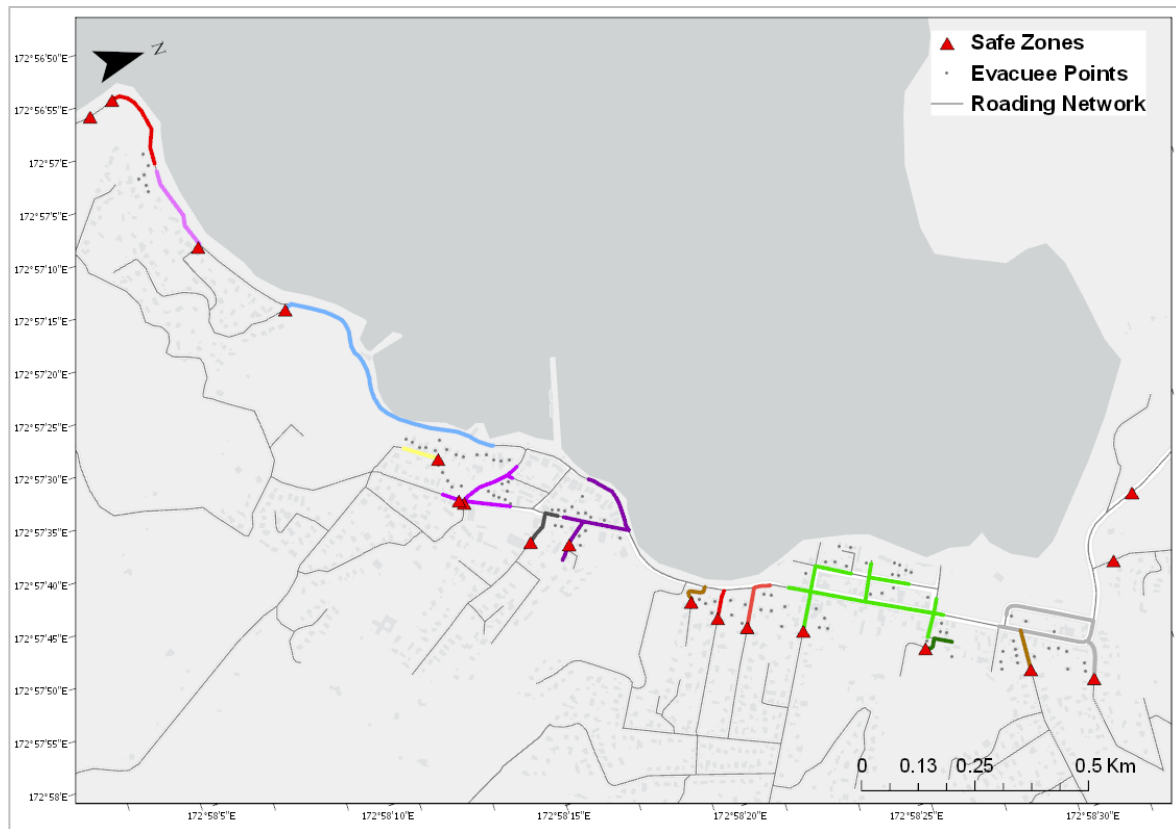 172°56'50"E
N
Safe Zones
Evacuee Points
Roading Network
172°56'55"E
172°57'E
172°57'5"E
172°57'10"E
172°57'15"E
172°57'20"E
172°57'25"E
172°57'30"E
172°57'35"E
172°57'40"E
172°57'45"E
172°57'50"E
172°57'55"E
172°58'E
0 0.13 0.25 0.5 Km
172°58'5"E 172°58'10"E 172°58'15"E 172°58'20"E 172°58'25"E 172°58'30"E